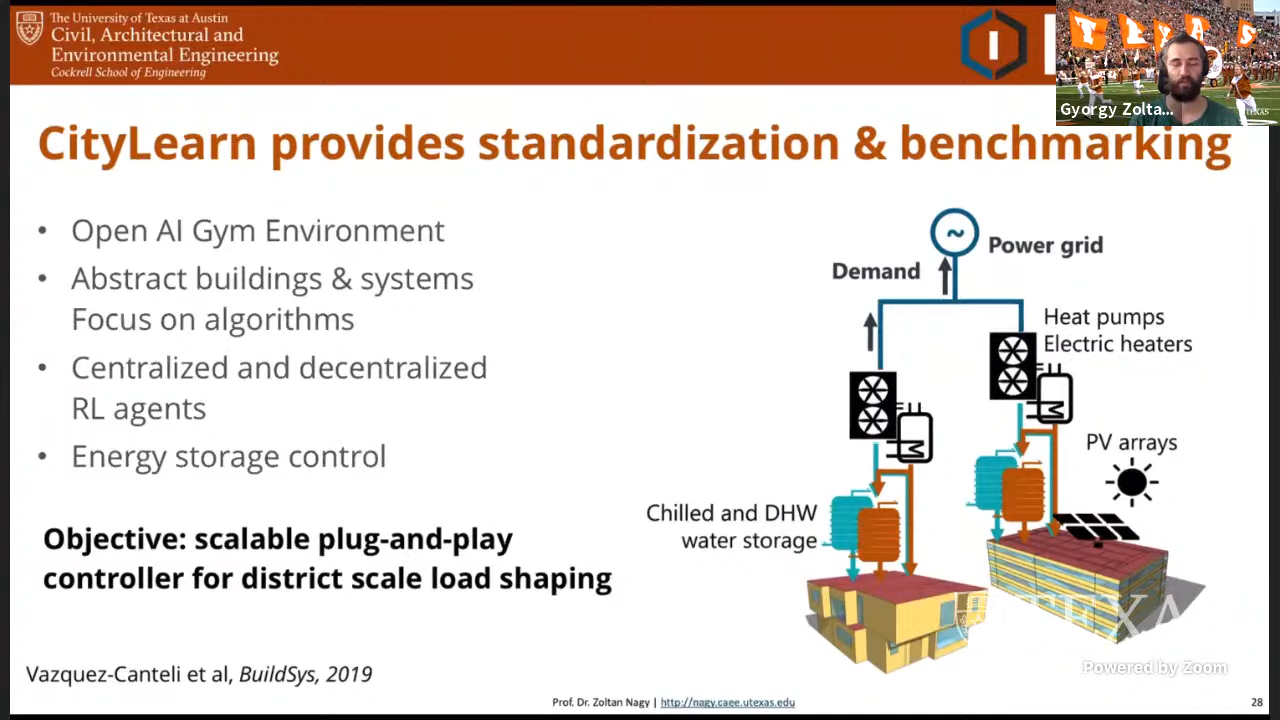 The University of Texas at Austin
Civil, Architectural and
Environmental Engineering
Cockrell School of Engineering
TEXAS
Gyorgy Zolta...
TEXAS
CityLearn provides standardization & benchmarking
• Open AI Gym Environment
• Abstract buildings & systems
Focus on algorithms
• Centralized and decentralized
RL agents
• Energy storage control
Objective: scalable plug-and-play
controller for district scale load shaping
Vazquez-Canteli et al, BuildSys, 2019
~
Power grid
Demand
Heat pumps
Electric heaters
PV arrays
Chilled and DHW
water storage
TEXA
Powered by Zoom
Prof. Dr. Zoltan Nagy | http://nagy.caee.utexas.edu
28